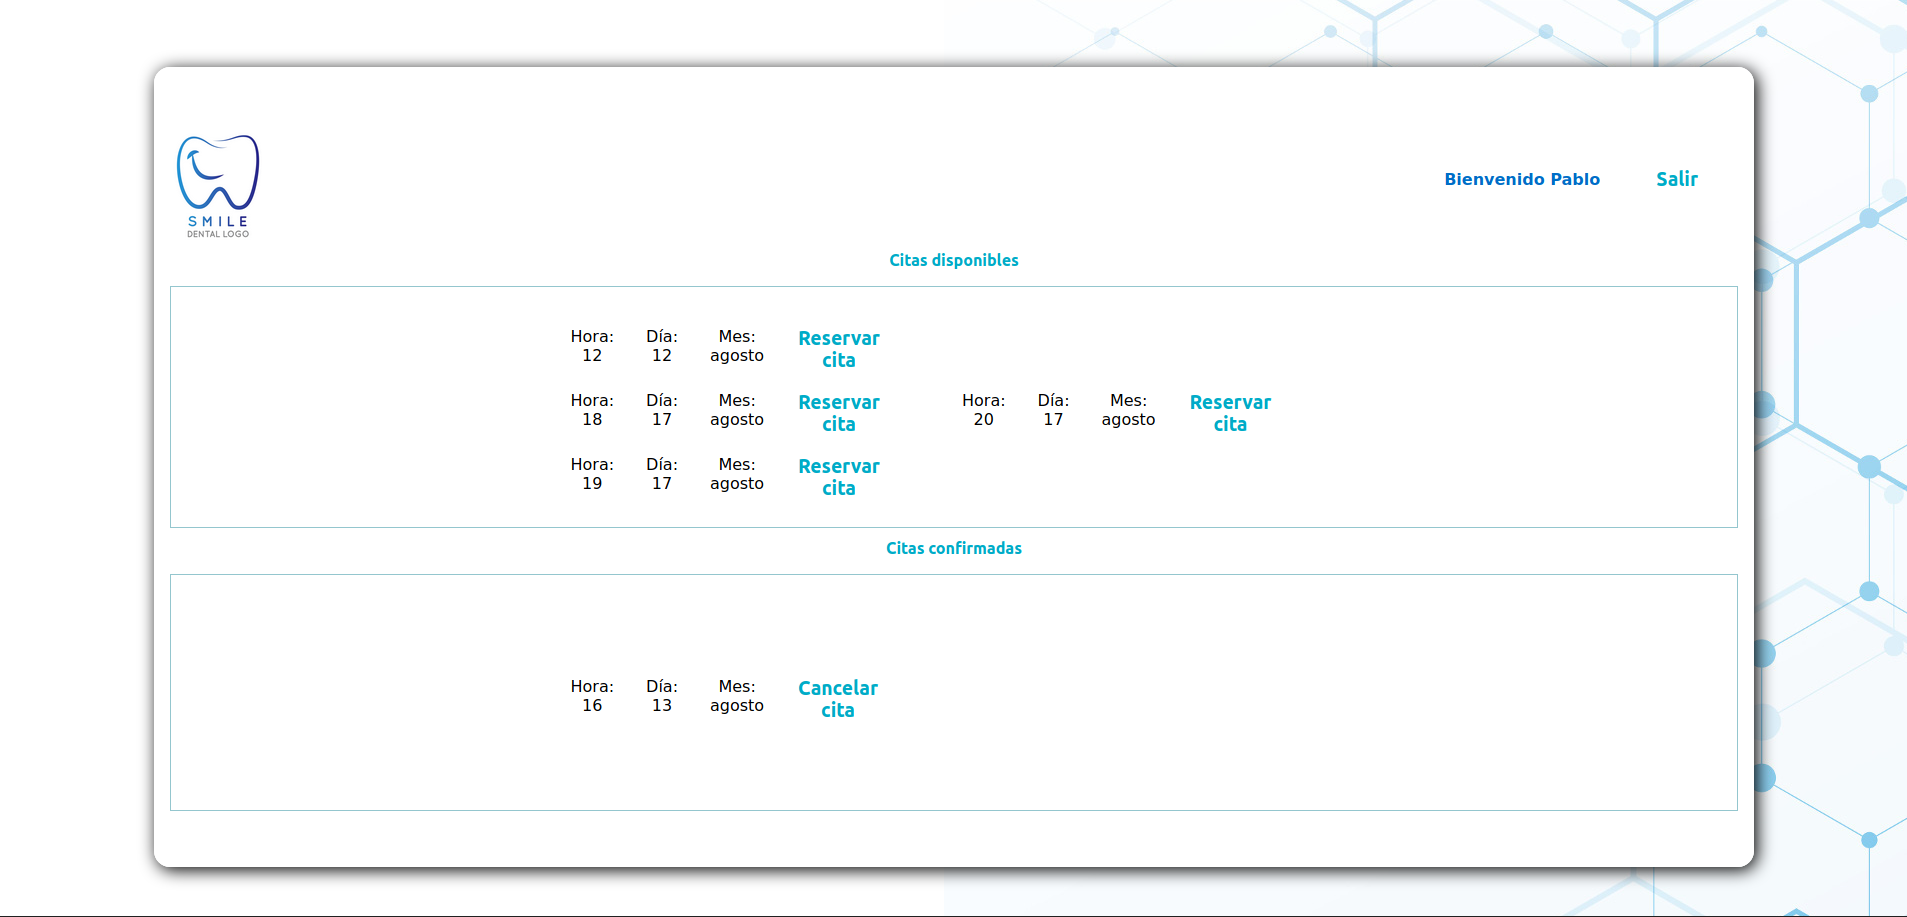 SMILE
DENTAL LOGO
Bienvenido Pablo
Salir
Citas disponibles
Hora: Día: Mes: Reservar
12 12 agosto cita
Hora: Día: Mes: Reservar Hora: Día: Mes: Reservar
18 17 agosto cita 20 17 agosto cita
Hora: Día: Mes: Reservar
19 17 agosto cita
Citas confirmadas
Hora: Día: Mes: Cancelar
16 13 agosto cita